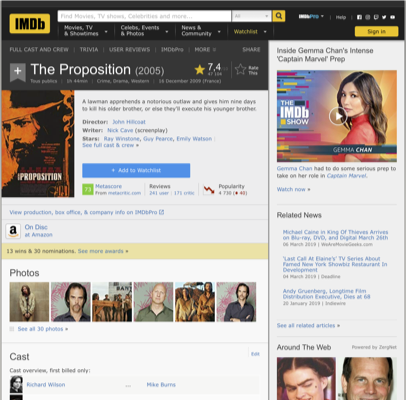 IMDb
Find Movies, TV shows, Celebrities and more...
All
IMDbPro
Help
Movies, TV & Showtimes
Celebs, Events & Photos
News & Community
Watchlist
Sign in
FULL CAST AND CREW | TRIVIA | USER REVIEWS | IMDbPro | MORE
SHARE
The Proposition (2005)
7,4
Rate This
Tous publics | 1h 44min | Crime, Drama, Western | 16 December 2009 (France)
A lawman apprehends a notorious outlaw and gives him nine days to kill his older brother, or else they'll execute his younger brother.
Director: John Hillcoat
Writer: Nick Cave (screenplay)
Stars: Ray Winstone, Guy Pearce, Emily Watson |
See full cast & crew »
PROPOSITION
+ Add to Watchlist
73
Metascore
From metacritic.com
Reviews
241 user | 171 critic
Popularity
View production, box office, & company info on IMDbPro
On Disc
at Amazon
13 wins & 30 nominations. See more awards »
Photos
See all 30 photos »
Cast
Edit
Cast overview, first billed only:
Richard Wilson ... Mike Burns
Inside Gemma Chan's Intense 'Captain Marvel' Prep
THE IMDb SHOW
GEMMA CHAN
Gemma Chan had to do some serious prep to take on her role in Captain Marvel.
Watch now »
Related News
Michael Caine in King Of Thieves Arrives on Blu-ray, DVD, and Digital March 26th
06 March 2019 | WeAreMovieGeeks.com
'Last Call At Elaine's' TV Series About Famed New York Showbiz Restaurant In Development
04 March 2019 | Deadline
Andy Gruenberg, Longtime Film Distribution Executive, Dies at 68
20 January 2019 | Indiewire
See all related articles »
Around The Web
Powered by ZergNet